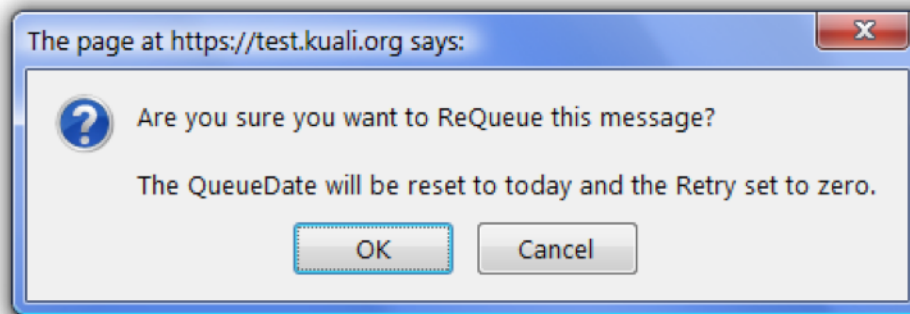 The page at https://test.kuali.org says:
Are you sure you want to ReQueue this message?
The QueueDate will be reset to today and the Retry set to zero.
OK
Cancel